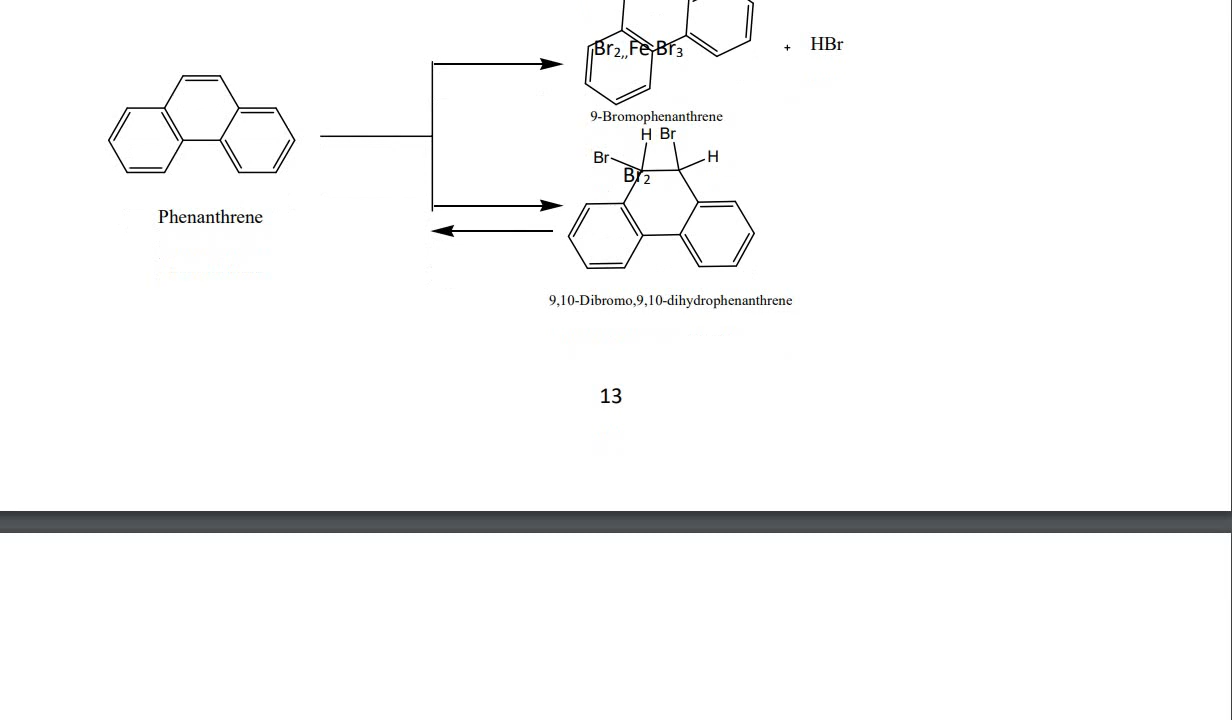 Br₂,,FeBr₃
+ HBr
9-Bromophenanthrene
H Br
Br H
Br₂
Phenanthrene
9,10-Dibromo,9,10-dihydrophenanthrene
13